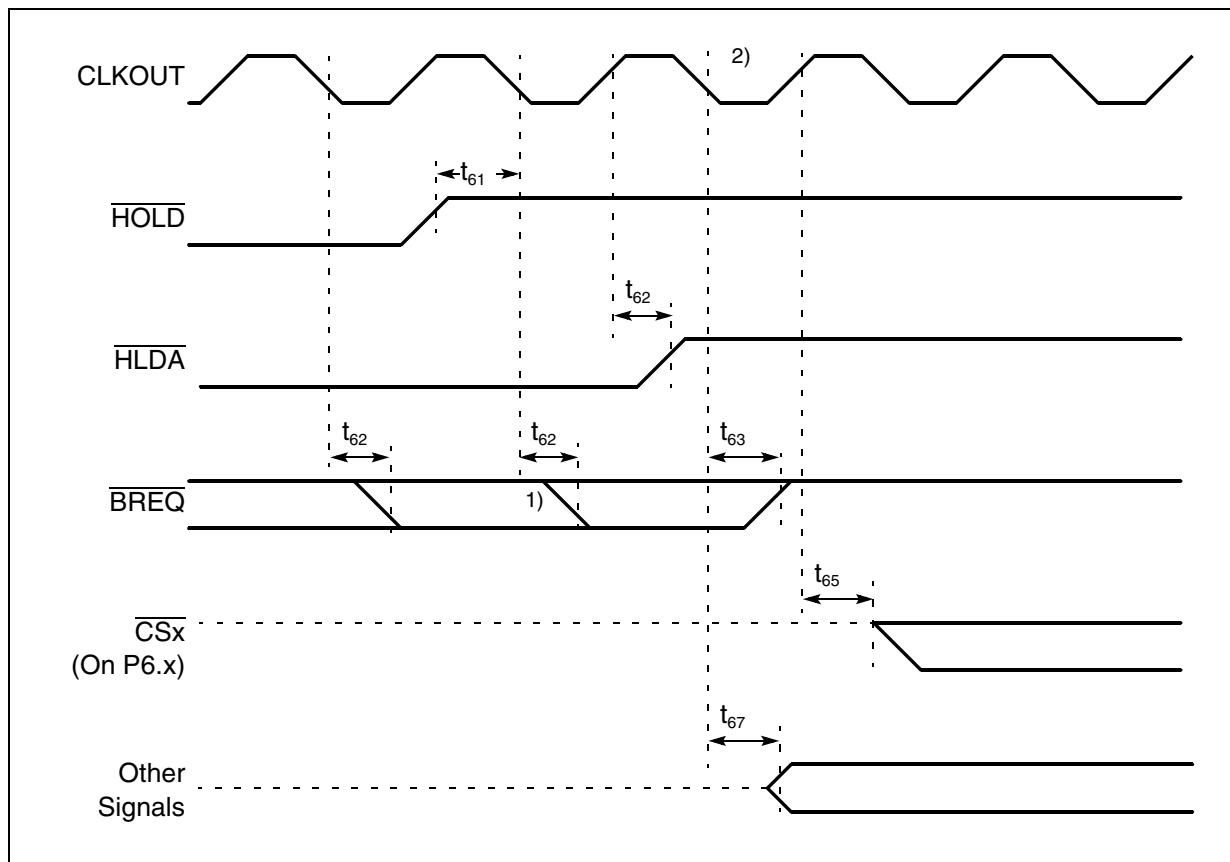 2)
CLKOUT
t61
HOLD
t62
HLDA
t62
t62
t63
BREQ
1)
t65
CSx
(On P6.x)
t67
Other
Signals